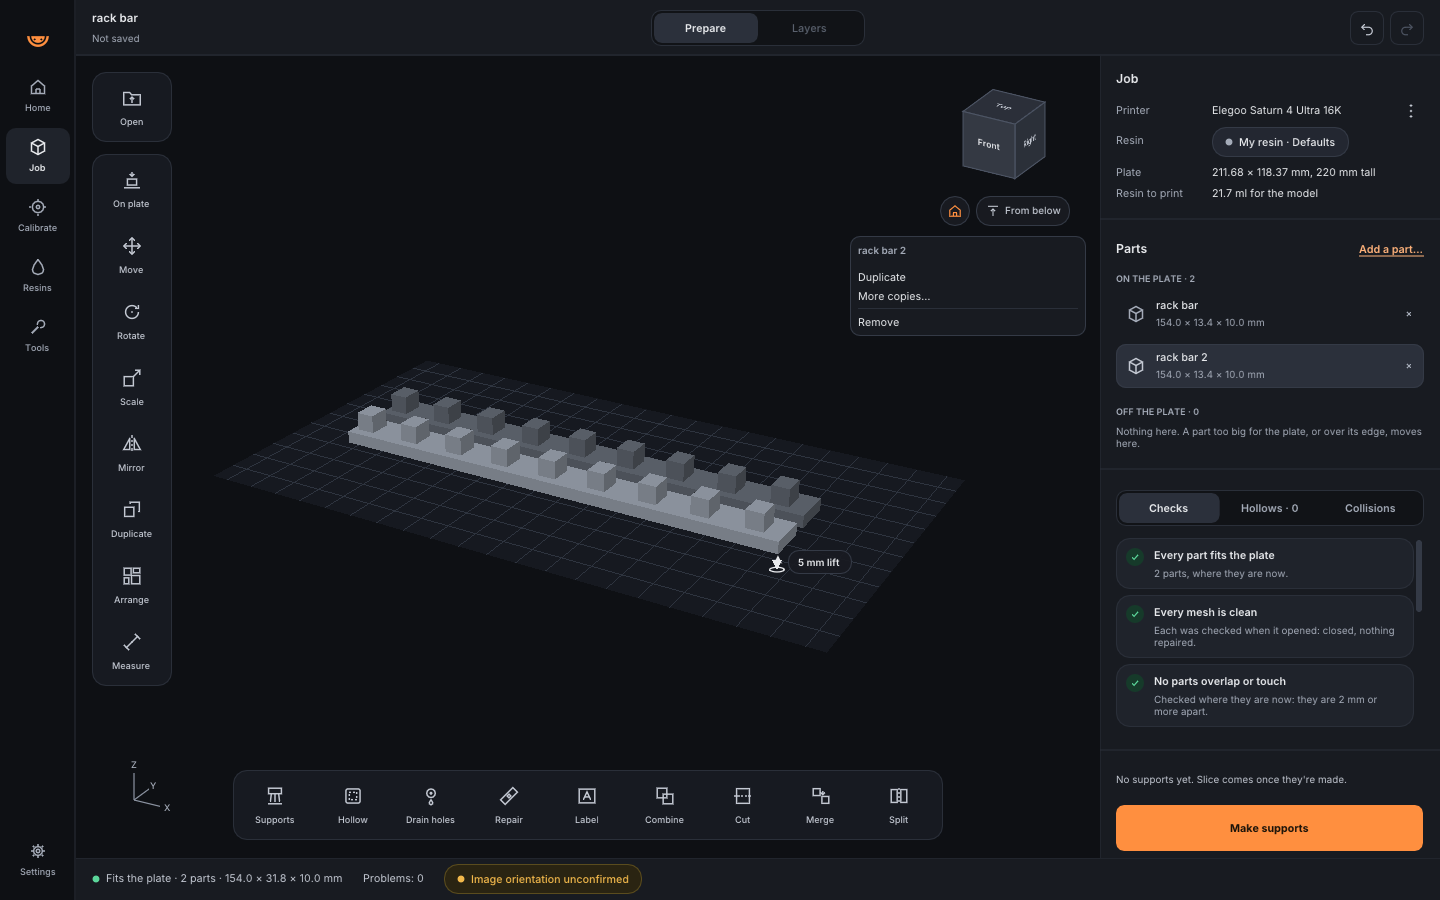 rack bar
Not saved
Prepare
Layers
Home
Job
Calibrate
Resins
Tools
Settings
Open
On plate
Move
Rotate
Scale
Mirror
Duplicate
Arrange
Measure
Top
Front
Right
From below
rack bar 2
Duplicate
More copies...
Remove
5 mm lift
Z
Y
X
Supports
Hollow
Drain holes
Repair
Label
Combine
Cut
Merge
Split
Job
Printer Elegoo Saturn 4 Ultra 16K
Resin My resin · Defaults
Plate 211.68 × 118.37 mm, 220 mm tall
Resin to print 21.7 ml for the model
Parts Add a part...
ON THE PLATE · 2
rack bar
154.0 × 13.4 × 10.0 mm
rack bar 2
154.0 × 13.4 × 10.0 mm
OFF THE PLATE · 0
Nothing here. A part too big for the plate, or over its edge, moves
here.
Checks Hollows · 0 Collisions
Every part fits the plate
2 parts, where they are now.
Every mesh is clean
Each was checked when it opened: closed, nothing
repaired.
No parts overlap or touch
Checked where they are now: they are 2 mm or
more apart.
No supports yet. Slice comes once they're made.
Make supports
Fits the plate · 2 parts · 154.0 × 31.8 × 10.0 mm Problems: 0 Image orientation unconfirmed